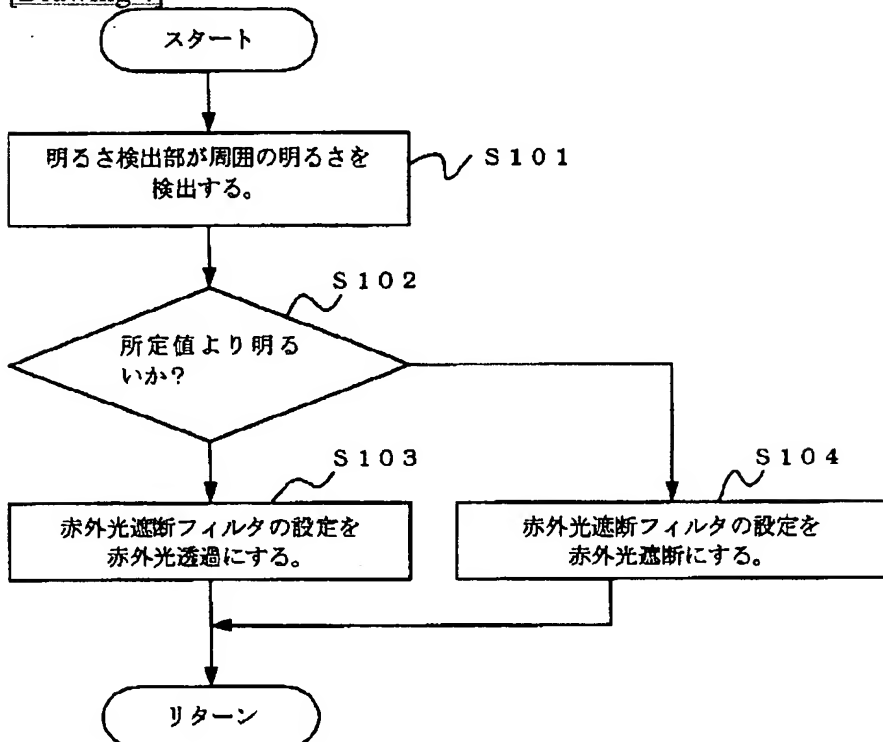 スタート
明るさ検出部が周囲の明るさを
検出する。
S101
S102
所定値より明る
いか?
S103
赤外光遮断フィルタの設定を
赤外光透過にする。
S104
赤外光遮断フィルタの設定を
赤外光遮断にする。
リターン